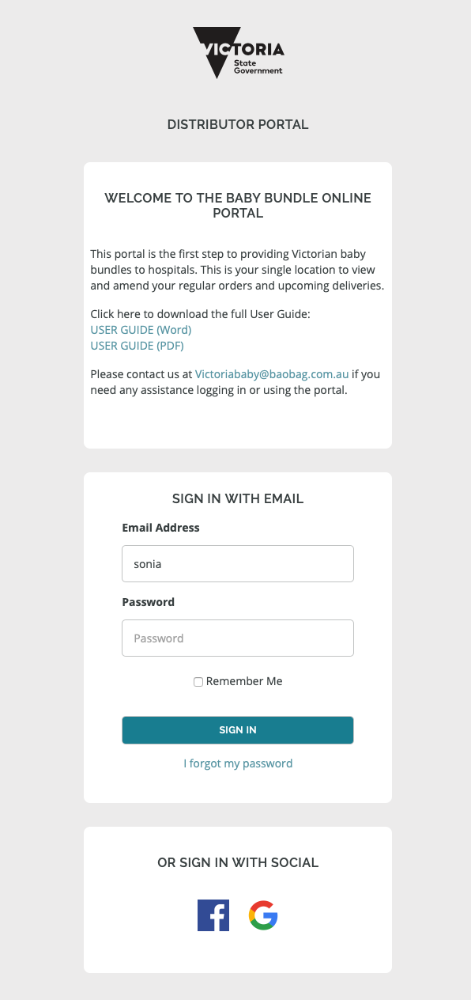 VICTORIA
State
Government
DISTRIBUTOR PORTAL
WELCOME TO THE BABY BUNDLE ONLINE
PORTAL
This portal is the first step to providing Victorian baby
bundles to hospitals. This is your single location to view
and amend your regular orders and upcoming deliveries.
Click here to download the full User Guide:
USER GUIDE (Word)
USER GUIDE (PDF)
Please contact us at Victoriababy@baobag.com.au if you
need any assistance logging in or using the portal.
SIGN IN WITH EMAIL
Email Address
sonia
Password
Password
Remember Me
SIGN IN
I forgot my password
OR SIGN IN WITH SOCIAL